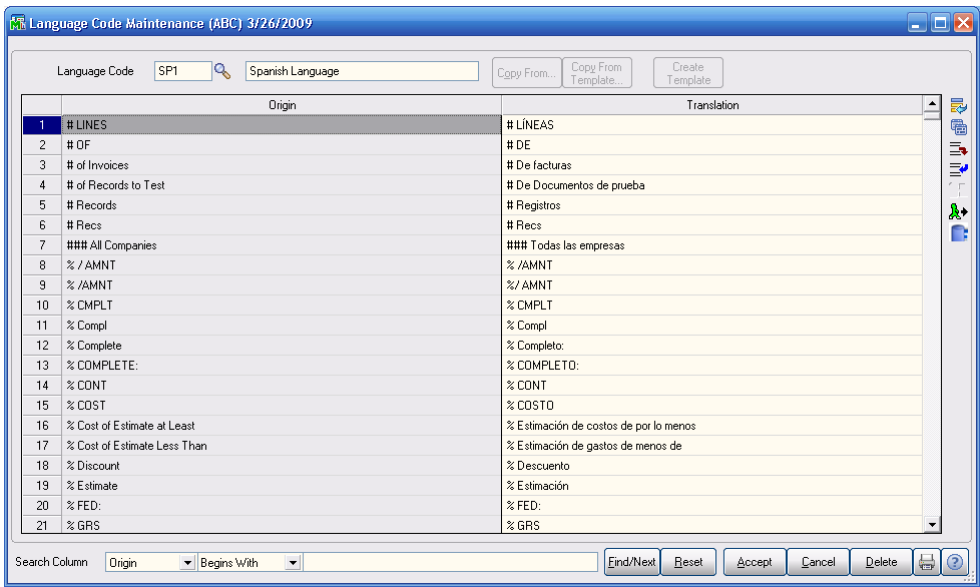 Language Code Maintenance (ABC) 3/26/2009
Language Code SP1 Spanish Language Copy From... Copy From Template... Create Template
Origin Translation
1 # LINES # LÍNEAS
2 # OF # DE
3 # of Invoices # De facturas
4 # of Records to Test # De Documentos de prueba
5 # Records # Registros
6 # Recs # Recs
7 ### All Companies ### Todas las empresas
8 % / AMNT % /AMNT
9 % /AMNT %/ AMNT
10 % CMPLT % CMPLT
11 % Compl % Compl
12 % Complete % Completo:
13 % COMPLETE: % COMPLETO:
14 % CONT % CONT
15 % COST % COSTO
16 % Cost of Estimate at Least % Estimación de costos de por lo menos
17 % Cost of Estimate Less Than % Estimación de gastos de menos de
18 % Discount % Descuento
19 % Estimate % Estimación
20 % FED: % FED:
21 % GRS % GRS
Search Column Origin Begins With Find/Next Reset Accept Cancel Delete